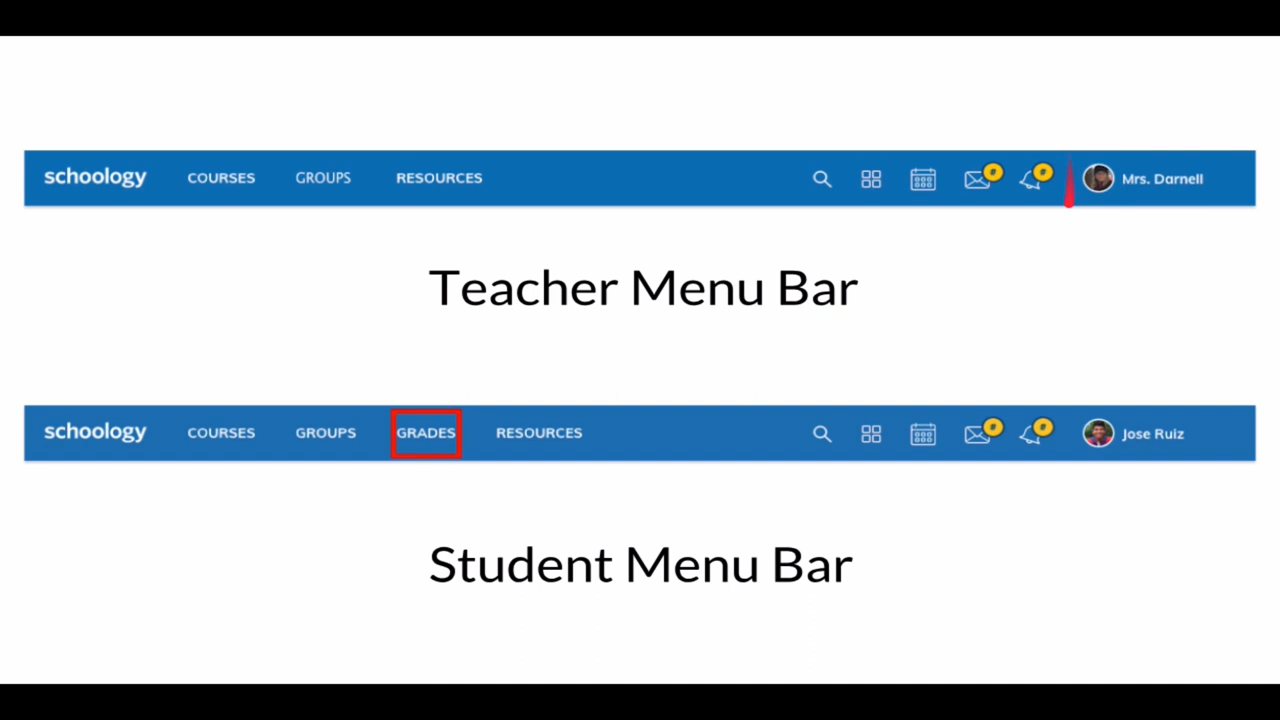 schoology COURSES GROUPS RESOURCES Mrs. Darnell
Teacher Menu Bar
schoology COURSES GROUPS GRADES RESOURCES Jose Ruiz
Student Menu Bar